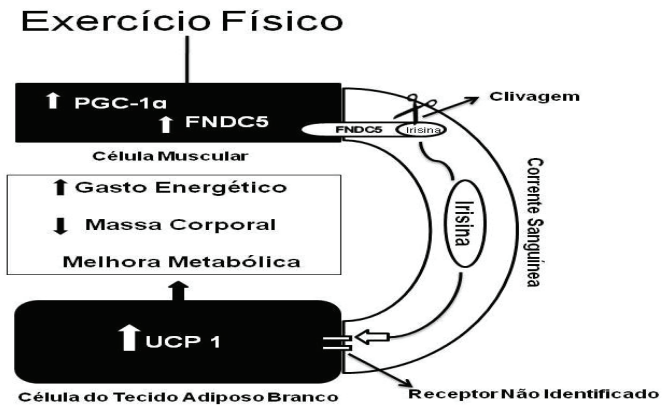 Exercício Físico
PGC-1α
FNDC5
FNDC5
Irisina
Clivagem
Célula Muscular
Gasto Energético
Massa Corporal
Melhora Metabólica
Irisina
Corrente Sanguínea
UCP 1
Célula do Tecido Adiposo Branco
Receptor Não Identificado